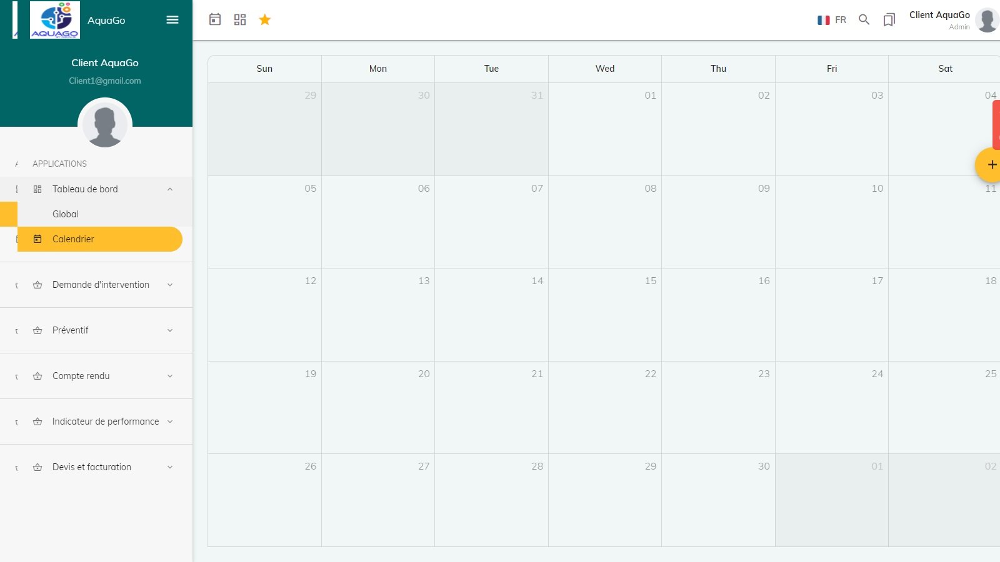 AQUAGO
AquaGo
FR
Client AquaGo
Admin
Client AquaGo
Client1@gmail.com
APPLICATIONS
Tableau de bord
Global
Calendrier
Demande d'intervention
Préventif
Compte rendu
Indicateur de performance
Devis et facturation
Sun Mon Tue Wed Thu Fri Sat
29 30 31 01 02 03 04
05 06 07 08 09 10 11
12 13 14 15 16 17 18
19 20 21 22 23 24 25
26 27 28 29 30 01 02